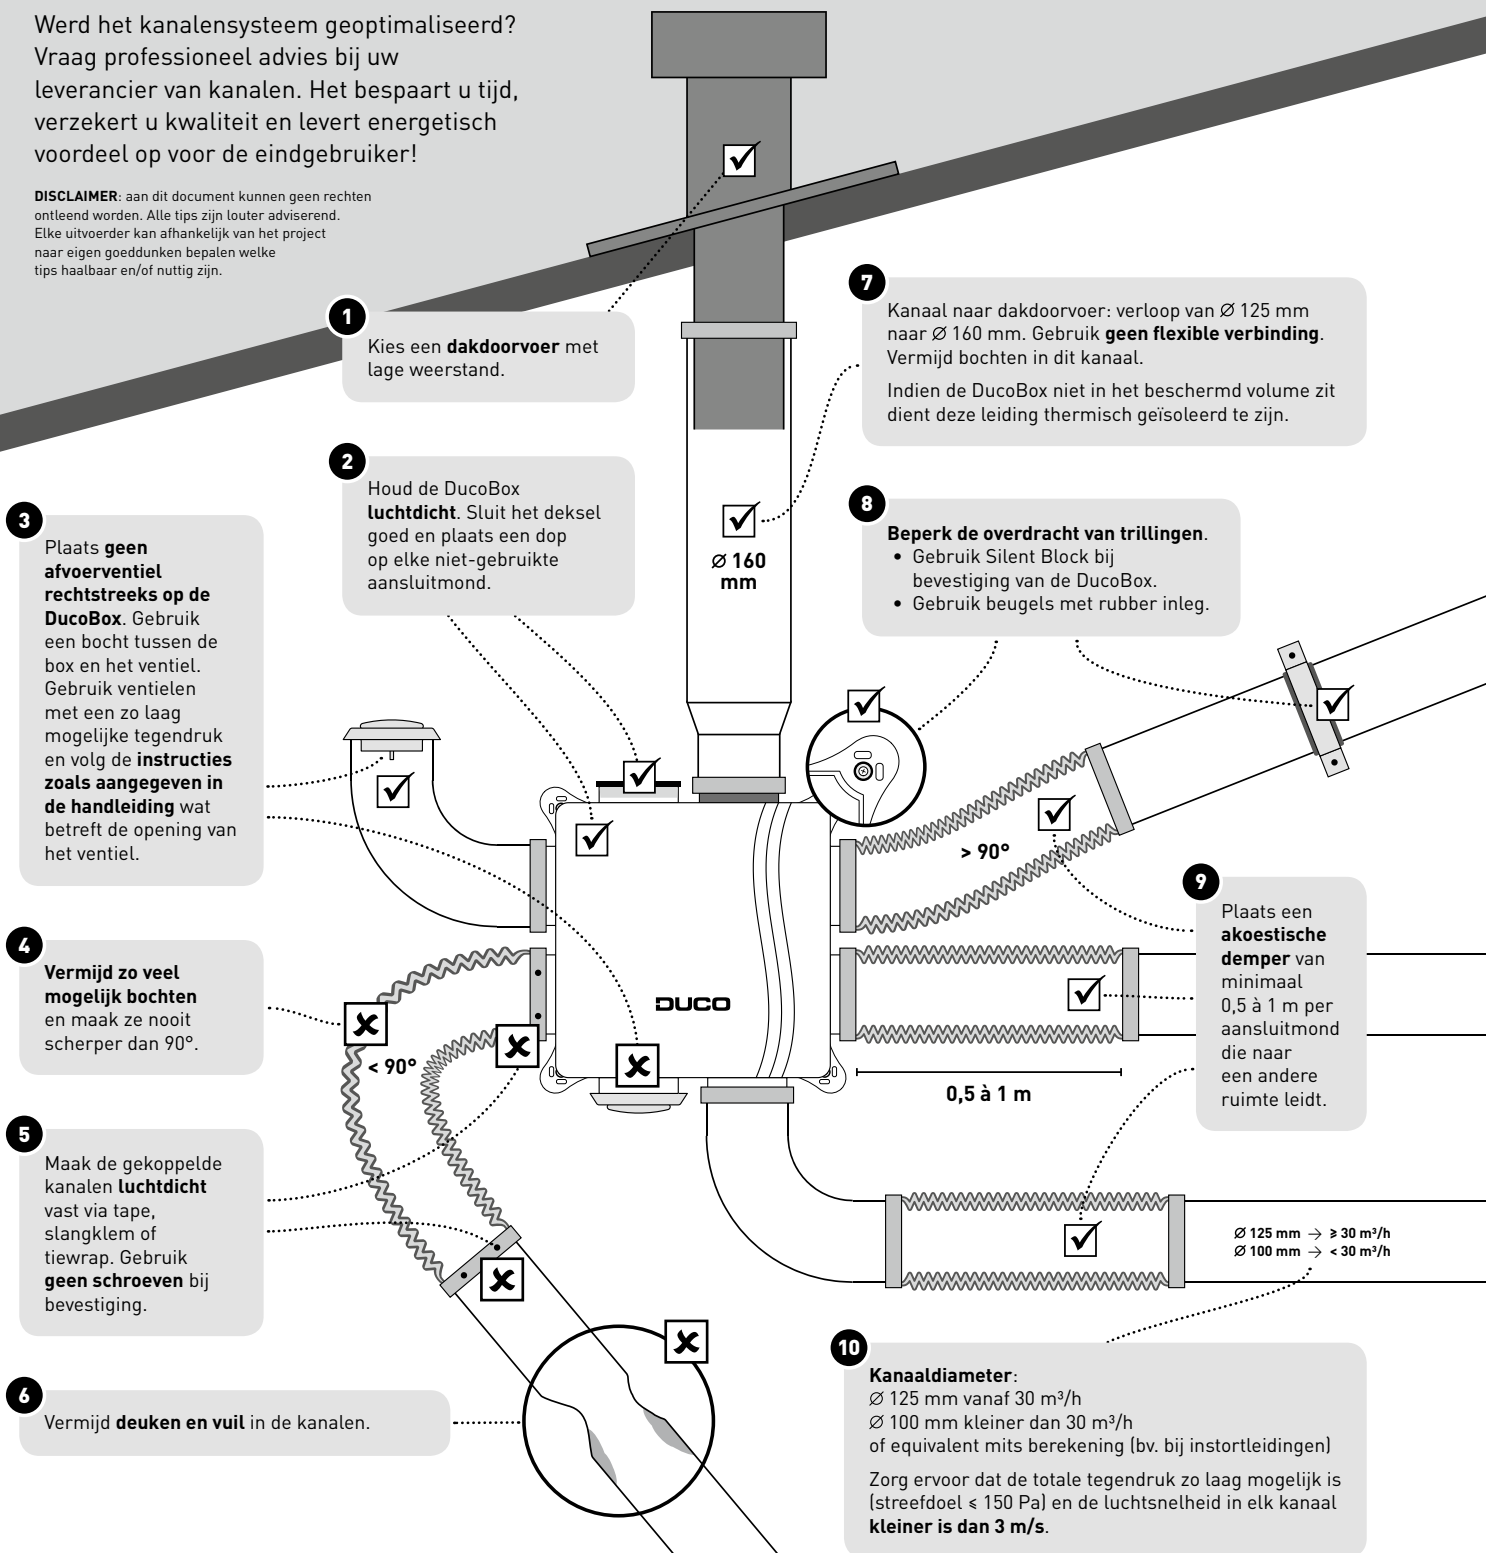 Werd het kanalensysteem geoptimaliseerd?
Vraag professioneel advies bij uw
leverancier van kanalen. Het bespaart u tijd,
verzekert u kwaliteit en levert energetisch
voordeel op voor de eindgebruiker!
DISCLAIMER: aan dit document kunnen geen rechten
ontleend worden. Alle tips zijn louter adviserend.
Elke uitvoerder kan afhankelijk van het project
naar eigen goeddunken bepalen welke
tips haalbaar en/of nuttig zijn.
1
Kies een dakdoorvoer met
lage weerstand.
2
Houd de DucoBox
luchtdicht. Sluit het deksel
goed en plaats een dop
op elke niet-gebruikte
aansluitmond.
3
Plaats geen
afvoerventiel
rechtstreeks op de
DucoBox. Gebruik
een bocht tussen de
box en het ventiel.
Gebruik ventielen
met een zo laag
mogelijke tegendruk
en volg de instructies
zoals aangegeven in
de handleiding wat
betreft de opening van
het ventiel.
4
Vermijd zo veel
mogelijk bochten
en maak ze nooit
scherper dan 90°.
5
Maak de gekoppelde
kanalen luchtdicht
vast via tape,
slangklem of
tiewrap. Gebruik
geen schroeven bij
bevestiging.
6
Vermijd deuken en vuil in de kanalen.
7
Kanaal naar dakdoorvoer: verloop van Ø 125 mm
naar Ø 160 mm. Gebruik geen flexible verbinding.
Vermijd bochten in dit kanaal.
Indien de DucoBox niet in het beschermd volume zit
dient deze leiding thermisch geïsoleerd te zijn.
8
Beperk de overdracht van trillingen.
• Gebruik Silent Block bij
bevestiging van de DucoBox.
• Gebruik beugels met rubber inleg.
Ø 160
mm
> 90°
< 90°
DUCO
0,5 à 1 m
9
Plaats een
akoestische
demper van
minimaal
0,5 à 1 m per
aansluitmond
die naar
een andere
ruimte leidt.
Ø 125 mm → ≥ 30 m³/h
Ø 100 mm → < 30 m³/h
10
Kanaaldiameter:
Ø 125 mm vanaf 30 m³/h
Ø 100 mm kleiner dan 30 m³/h
of equivalent mits berekening (bv. bij instortleidingen)
Zorg ervoor dat de totale tegendruk zo laag mogelijk is
(streefdoel ≤ 150 Pa) en de luchtsnelheid in elk kanaal
kleiner is dan 3 m/s.